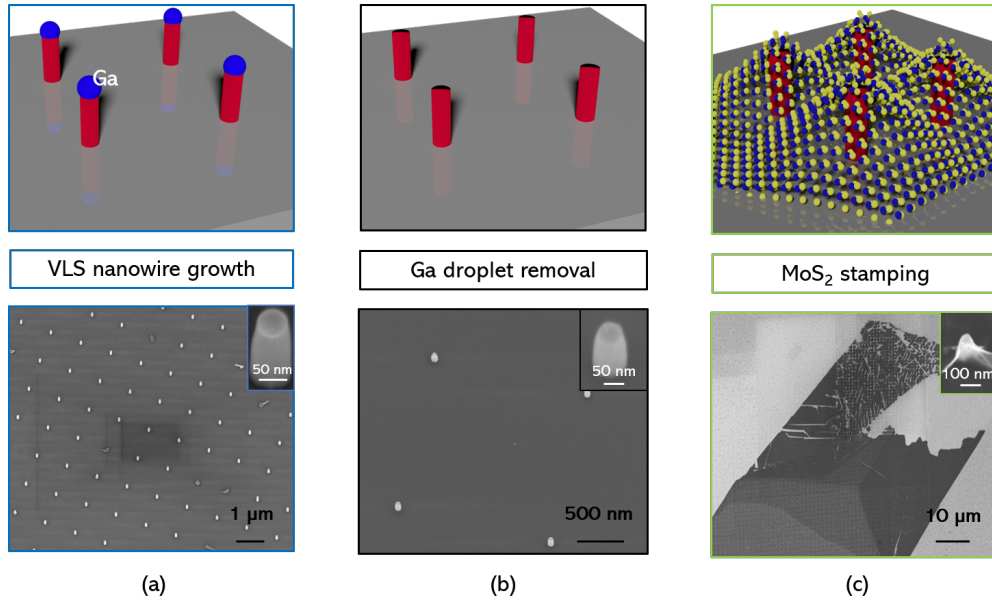 Ga
VLS nanowire growth
Ga droplet removal
MoS₂ stamping
50 nm
1 µm
50 nm
500 nm
100 nm
10 µm
(a)
(b)
(c)